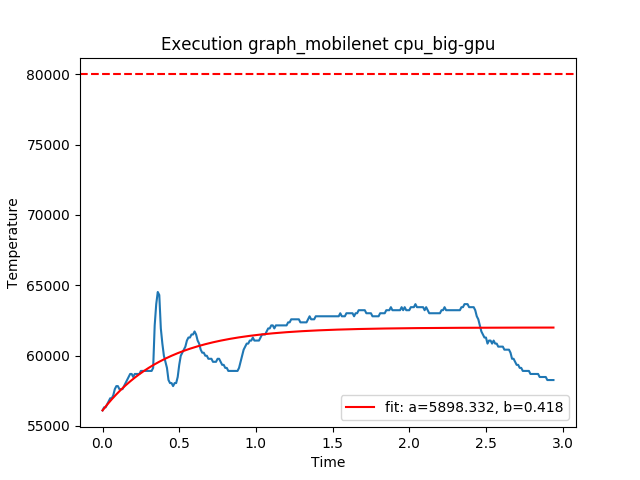 Execution graph_mobilenet cpu_big-gpu
80000
75000
70000
65000
60000
55000
Temperature
fit: a=5898.332, b=0.418
0.0 0.5 1.0 1.5 2.0 2.5 3.0
Time